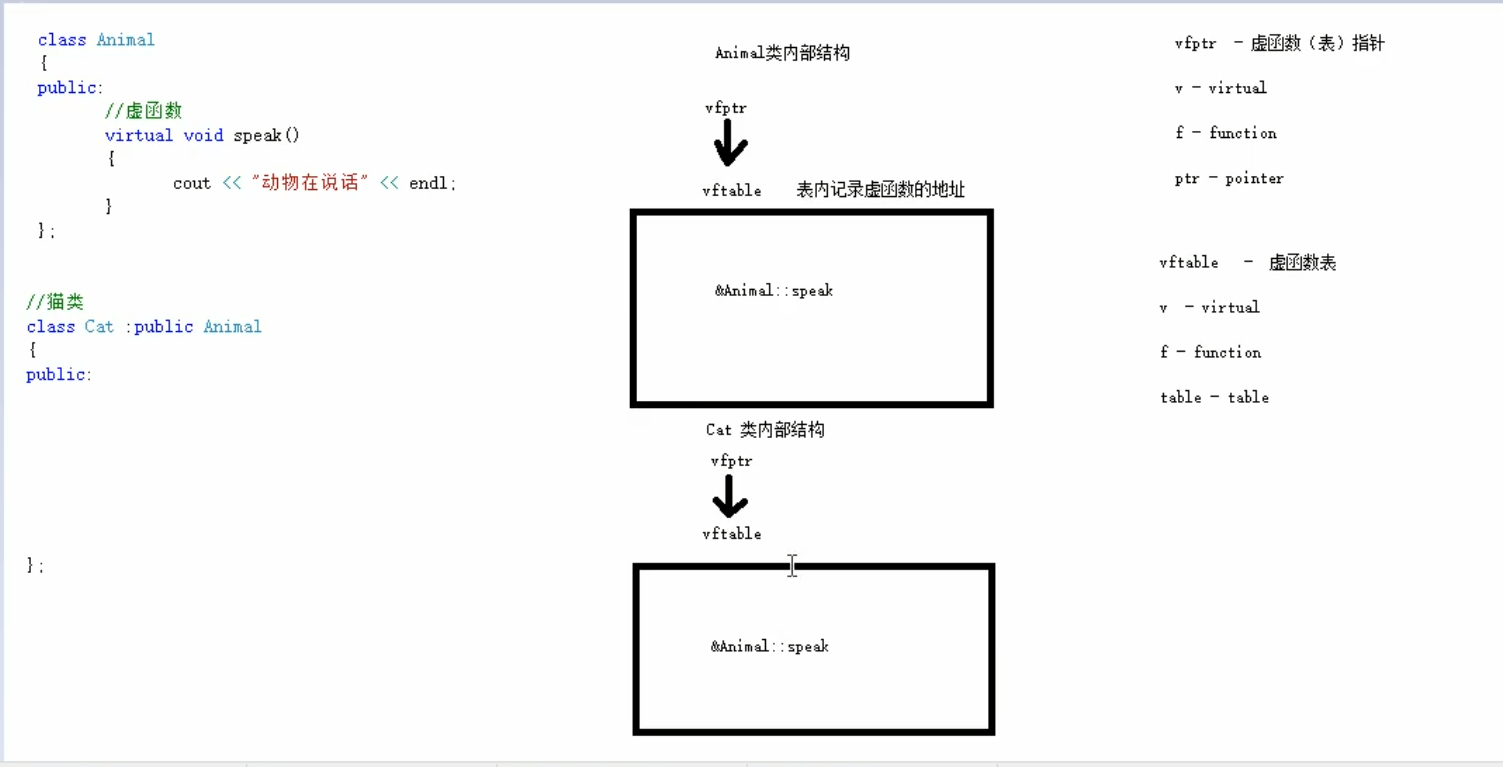 class Animal
{
public:
//虚函数
virtual void speak()
{
cout << "动物在说话" << endl;
}
};
//猫类
class Cat :public Animal
{
public:
};
Animal类内部结构
vfptr
vftable 表内记录虚函数的地址
&Animal::speak
Cat 类内部结构
vfptr
vftable
&Animal::speak
vfptr - 虚函数（表）指针
v - virtual
f - function
ptr - pointer
vftable - 虚函数表
v - virtual
f - function
table - table